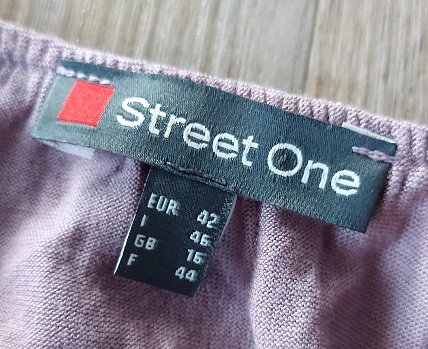 Street One
EUR 42
I 46
GB 16
F 44